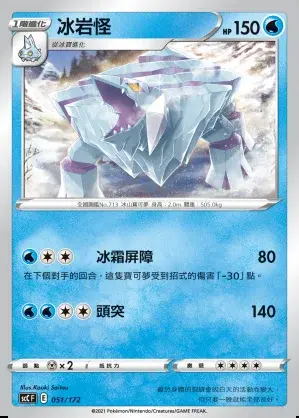 1階進化
冰岩怪
HP 150
從冰寶進化
全國圖鑑No.713 冰山寶可夢 身高：2.0m 體重：505.0kg
冰霜屏障 80
在下個對手的回合，這隻寶可夢受到招式的傷害「-30」點。
頭突 140
弱點 ×2 抵抗力 撤退
Illus.Kouki Saitou
scC F E 051/172
©2021 Pokémon/Nintendo/Creatures/GAME FREAK.